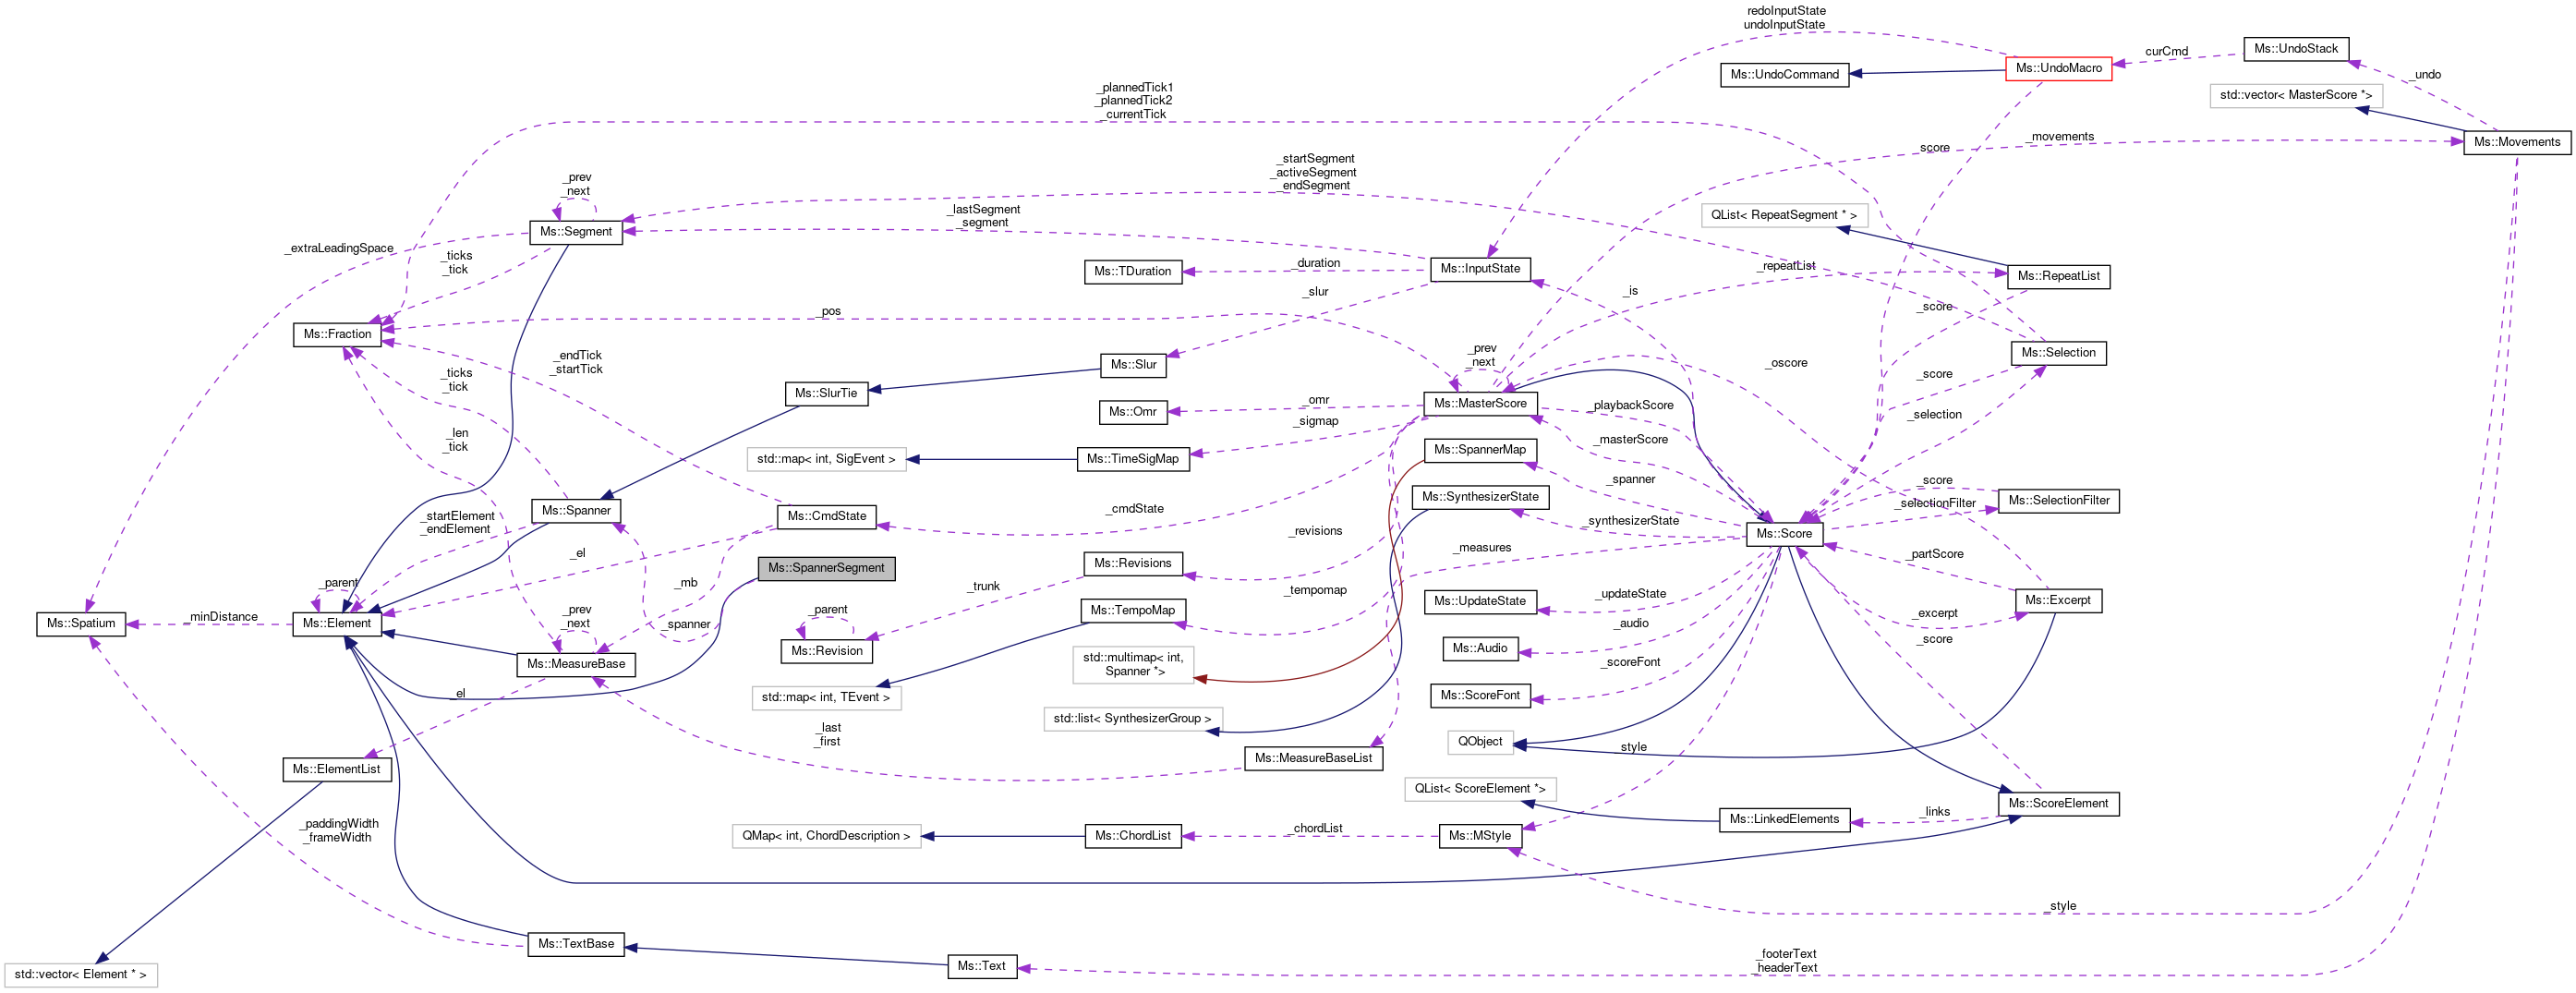 redoInputState
undoInputState
Ms::UndoStack
curCmd
Ms::UndoMacro
Ms::UndoCommand
_undo
std::vector< MasterScore *>
_plannedTick1
_plannedTick2
_currentTick
_movements
score
Ms::Movements
_startSegment
_activeSegment
_endSegment
_prev
_next
_lastSegment
_segment
QList< RepeatSegment * >
Ms::Segment
_extraLeadingSpace
_ticks
_tick
_duration
Ms::TDuration
Ms::InputState
_repeatList
Ms::RepeatList
_slur
_is
_score
_pos
Ms::Fraction
_endTick
_startTick
_prev
_next
_oscore
Ms::Selection
Ms::Slur
_ticks
_tick
_score
Ms::SlurTie
_omr
Ms::Omr
Ms::MasterScore
_playbackScore
_selection
_sigmap
_len
_tick
_masterScore
Ms::SpannerMap
std::map< int, SigEvent >
Ms::TimeSigMap
_spanner
_score
Ms::SynthesizerState
Ms::SelectionFilter
_selectionFilter
Ms::Spanner
Ms::CmdState
_cmdState
_startElement
_endElement
_synthesizerState
Ms::Score
_revisions
_measures
_partScore
_el
Ms::SpannerSegment
Ms::Revisions
_parent
_mb
_trunk
_tempomap
_updateState
Ms::UpdateState
Ms::Excerpt
_minDistance
_prev
_next
_parent
Ms::TempoMap
_excerpt
Ms::Spatium
Ms::Element
_spanner
_audio
_score
Ms::Revision
Ms::Audio
Ms::MeasureBase
std::multimap< int,
Spanner *>
_scoreFont
_el
std::map< int, TEvent >
Ms::ScoreFont
std::list< SynthesizerGroup >
_last
_first
QObject
_style
Ms::MeasureBaseList
Ms::ElementList
QList< ScoreElement *>
Ms::ScoreElement
_links
Ms::LinkedElements
_paddingWidth
_frameWidth
QMap< int, ChordDescription >
Ms::ChordList
_chordList
Ms::MStyle
_style
Ms::TextBase
_footerText
_headerText
Ms::Text
std::vector< Element * >